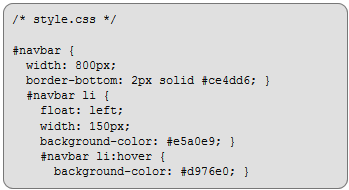 /* style.css */

#navbar {
  width: 800px;
  border-bottom: 2px solid #ce4dd6; }
  #navbar li {
    float: left;
    width: 150px;
    background-color: #e5a0e9; }
    #navbar li:hover {
      background-color: #d976e0; }